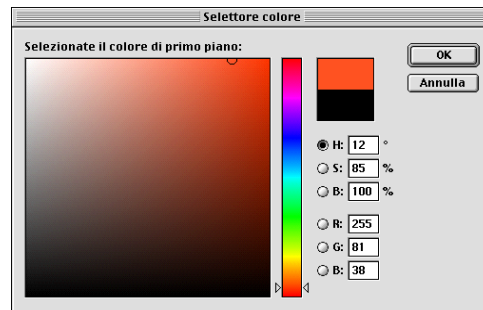 Selettore colore
Selezionate il colore di primo piano:
OK
Annulla
H: 12 °
S: 85 %
B: 100 %
R: 255
G: 81
B: 38